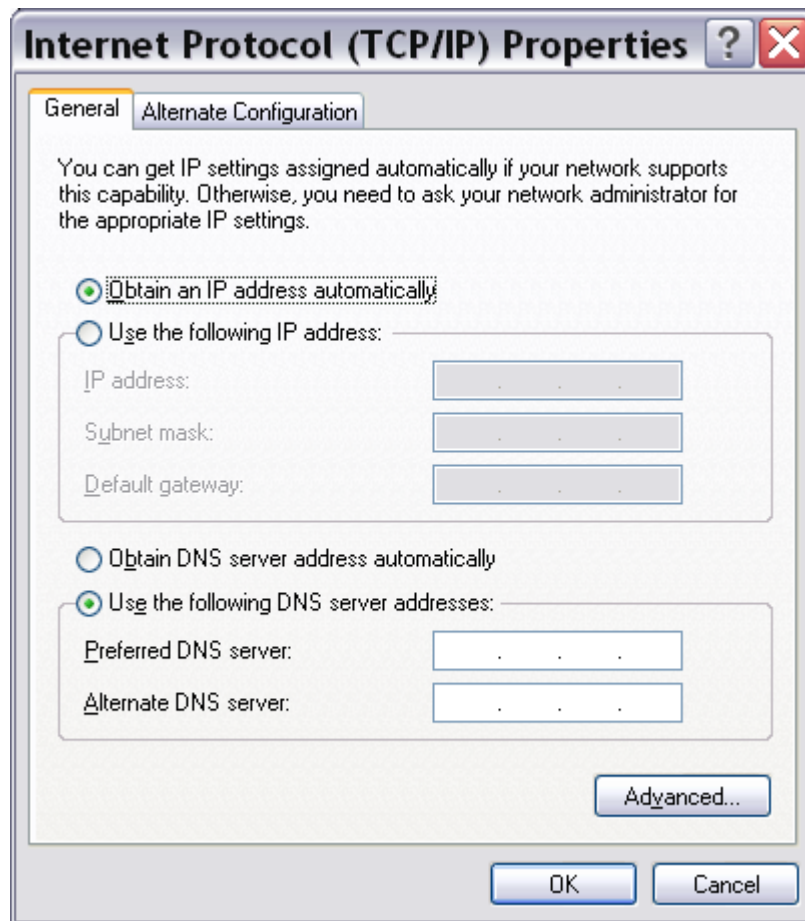 Internet Protocol (TCP/IP) Properties
General
Alternate Configuration
You can get IP settings assigned automatically if your network supports
this capability. Otherwise, you need to ask your network administrator for
the appropriate IP settings.
Obtain an IP address automatically
Use the following IP address:
IP address:
Subnet mask:
Default gateway:
Obtain DNS server address automatically
Use the following DNS server addresses:
Preferred DNS server:
Alternate DNS server:
Advanced...
OK
Cancel